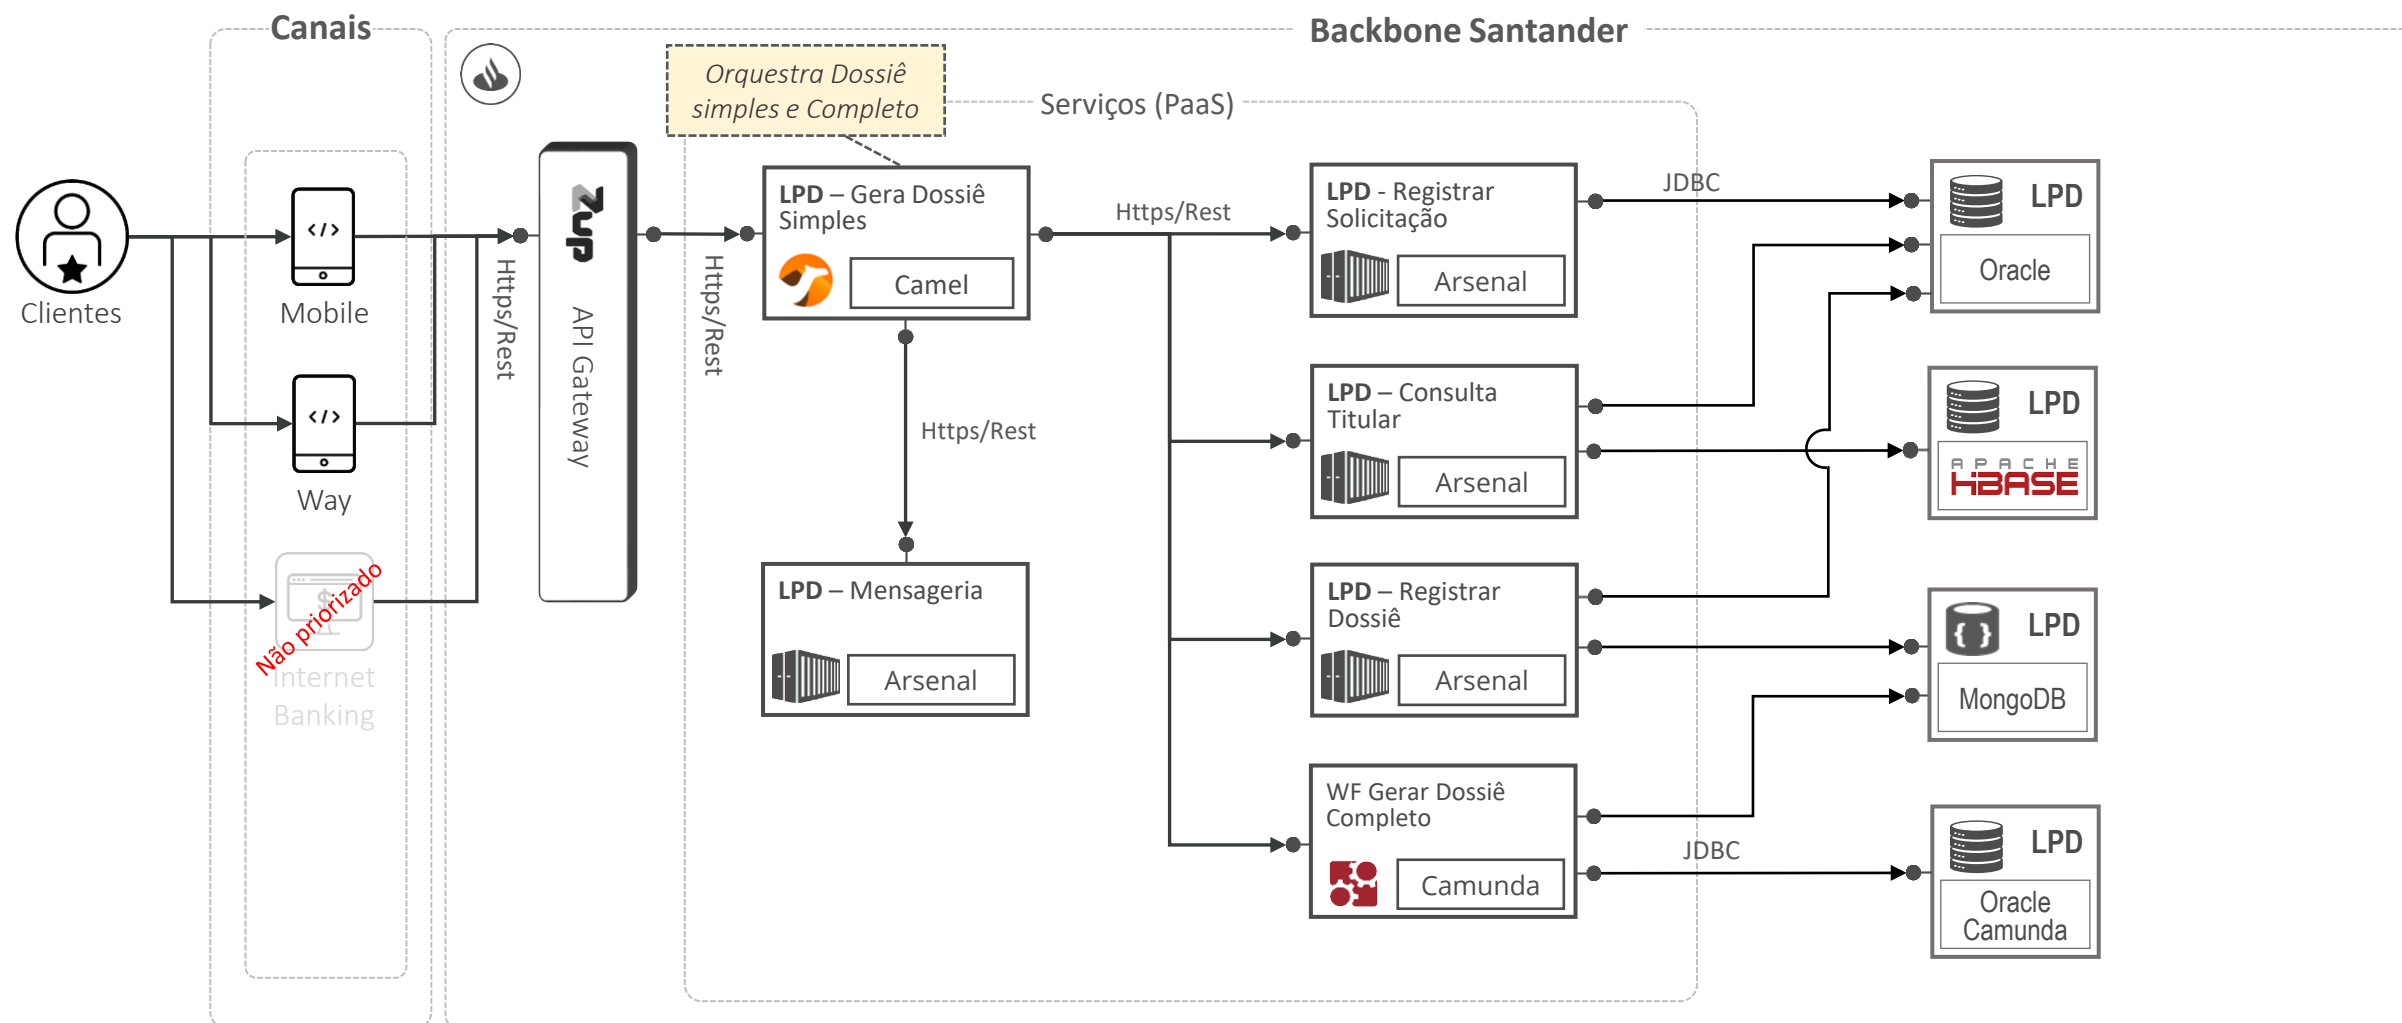 Canais
Backbone Santander
Orquestra Dossiê
simples e Completo
Serviços (PaaS)
Clientes
</>
Mobile
</>
Way
$
Não priorizado
Internet
Banking
Https/Rest
Zup
API Gateway
Https/Rest
LPD – Gera Dossiê
Simples
Camel
Https/Rest
LPD – Mensageria
Arsenal
Https/Rest
LPD - Registrar
Solicitação
Arsenal
LPD – Consulta
Titular
Arsenal
LPD – Registrar
Dossiê
Arsenal
WF Gerar Dossiê
Completo
Camunda
JDBC
JDBC
LPD
Oracle
LPD
APACHE
HBASE
{ }
LPD
MongoDB
LPD
Oracle
Camunda